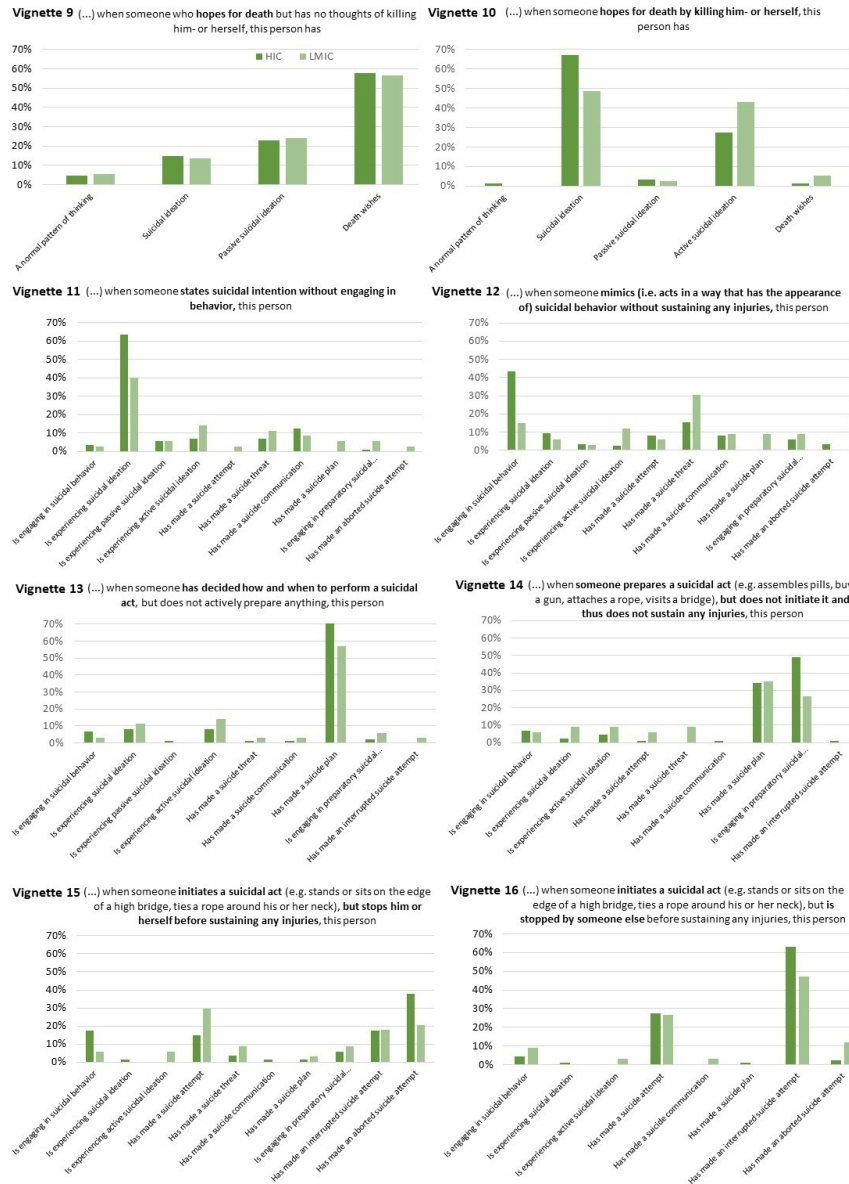 Vignette 9 (...) when someone who hopes for death but has no thoughts of killing
him- or herself, this person has
HIC LMIC
70%
60%
50%
40%
30%
20%
10%
0%
A normal pattern of thinking
Suicidal ideation
Passive suicidal ideation
Death wishes
Vignette 10 (...) when someone hopes for death by killing him- or herself, this
person has
70%
60%
50%
40%
30%
20%
10%
0%
A normal pattern of thinking
Suicidal ideation
Passive suicidal ideation
Active suicidal ideation
Death wishes
Vignette 11 (...) when someone states suicidal intention without engaging in
behavior, this person
70%
60%
50%
40%
30%
20%
10%
0%
Is engaging in suicidal behavior
Is experiencing suicidal ideation
Is experiencing passive suicidal ideation
Is experiencing active suicidal ideation
Has made a suicide attempt
Has made a suicide threat
Has made a suicide communication
Has made a suicide plan
Is engaging in preparatory suicidal...
Has made an aborted suicide attempt
Vignette 12 (...) when someone mimics (i.e. acts in a way that has the appearance
of) suicidal behavior without sustaining any injuries, this person
70%
60%
50%
40%
30%
20%
10%
0%
Is engaging in suicidal behavior
Is experiencing suicidal ideation
Is experiencing passive suicidal ideation
Is experiencing active suicidal ideation
Has made a suicide attempt
Has made a suicide threat
Has made a suicide communication
Has made a suicide plan
Is engaging in preparatory suicidal...
Has made an aborted suicide attempt
Vignette 13 (...) when someone has decided how and when to perform a suicidal
act, but does not actively prepare anything, this person
70%
60%
50%
40%
30%
20%
10%
0%
Is engaging in suicidal behavior
Is experiencing suicidal ideation
Is experiencing passive suicidal ideation
Is experiencing active suicidal ideation
Has made a suicide threat
Has made a suicide communication
Has made a suicide plan
Is engaging in preparatory suicidal...
Has made an interrupted suicide attempt
Vignette 14 (...) when someone prepares a suicidal act (e.g. assembles pills, buy
a gun, attaches a rope, visits a bridge), but does not initiate it and
thus does not sustain any injuries, this person
70%
60%
50%
40%
30%
20%
10%
0%
Is engaging in suicidal behavior
Is experiencing suicidal ideation
Is experiencing active suicidal ideation
Has made a suicide attempt
Has made a suicide threat
Has made a suicide communication
Has made a suicide plan
Is engaging in preparatory suicidal...
Has made an interrupted suicide attempt
Vignette 15 (...) when someone initiates a suicidal act (e.g. stands or sits on the edge
of a high bridge, ties a rope around his or her neck), but stops him or
herself before sustaining any injuries, this person
70%
60%
50%
40%
30%
20%
10%
0%
Is engaging in suicidal behavior
Is experiencing suicidal ideation
Is experiencing active suicidal ideation
Has made a suicide attempt
Has made a suicide threat
Has made a suicide communication
Has made a suicide plan
Is engaging in preparatory suicidal...
Has made an interrupted suicide attempt
Has made an aborted suicide attempt
Vignette 16 (...) when someone initiates a suicidal act (e.g. stands or sits on the
edge of a high bridge, ties a rope around his or her neck), but is
stopped by someone else before sustaining any injuries, this person
70%
60%
50%
40%
30%
20%
10%
0%
Is engaging in suicidal behavior
Is experiencing suicidal ideation
Is experiencing active suicidal ideation
Has made a suicide attempt
Has made a suicide communication
Has made a suicide plan
Has made an interrupted suicide attempt
Has made an aborted suicide attempt